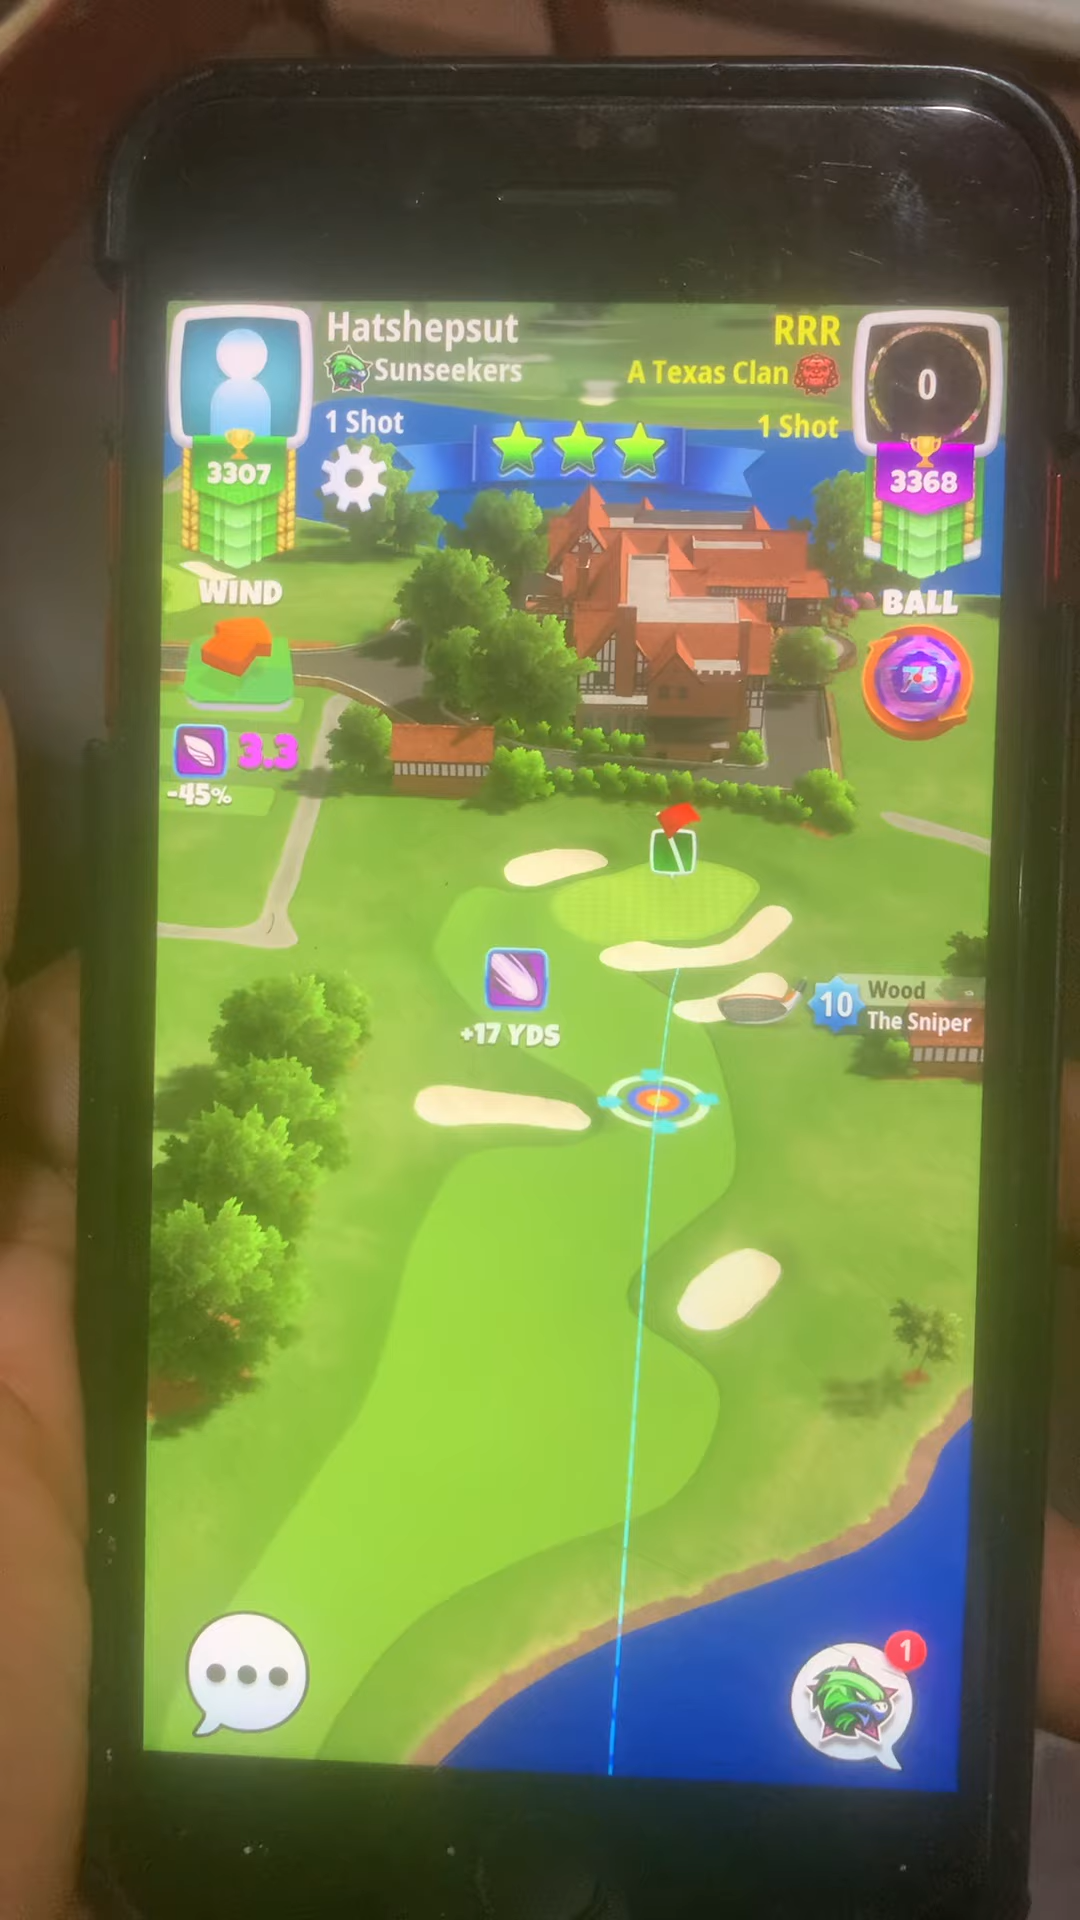 Hatshepsut
Sunseekers
1 Shot
3307
RRR
A Texas Clan
1 Shot
0
3368
WIND
3.3
-45%
BALL
75
+17 YDS
10
Wood
The Sniper
1